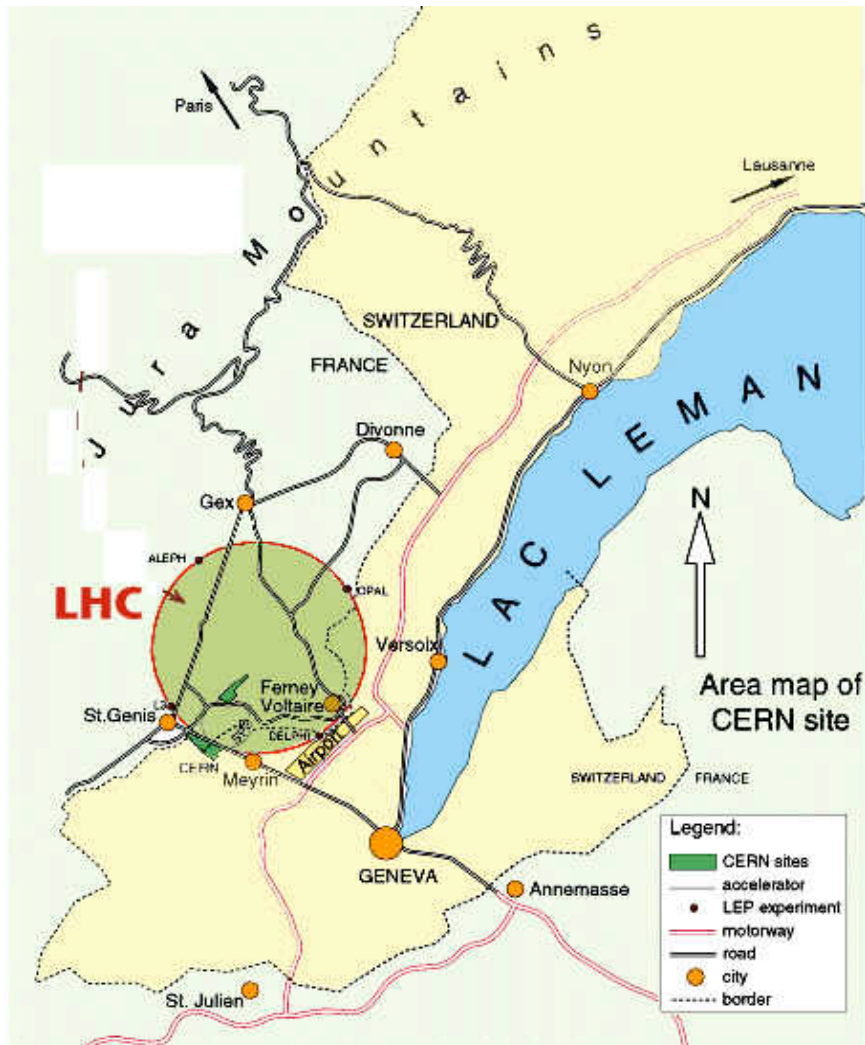 Jura Mountains
Paris
Lausanne
SWITZERLAND
FRANCE
Nyon
Divonne
LAC LEMAN
Gex
N
ALEPH
OPAL
LHC
Versoix
Area map of
CERN site
Ferney
Voltaire
L3
St.Genis
SPS
DELPHI
Airport
CERN
Meyrin
SWITZERLAND
FRANCE
GENEVA
Annemasse
St. Julien
Legend:
CERN sites
accelerator
LEP experiment
motorway
road
city
border